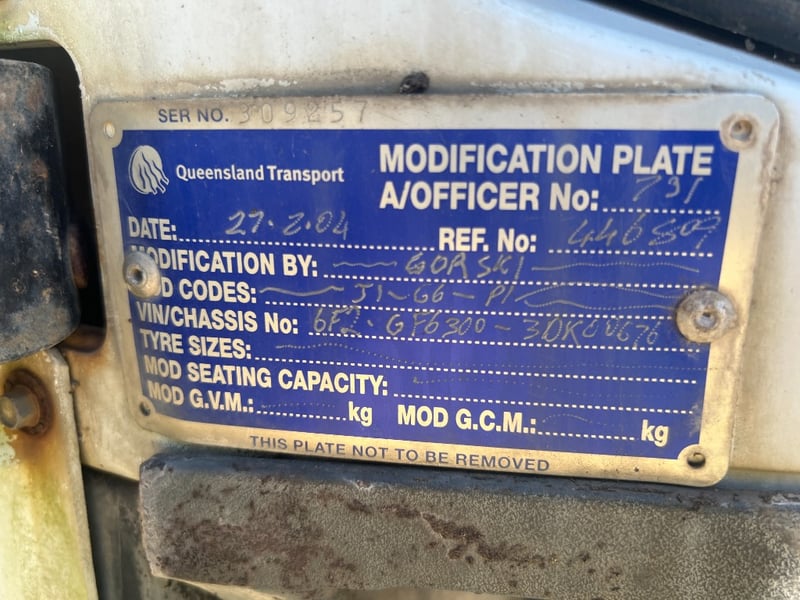 SER NO. 309257
Queensland Transport
MODIFICATION PLATE
A/OFFICER No: 791
DATE: 27.2.04
REF. No:
MODIFICATION BY: GORSKI
MOD CODES: J1-G6-P1
VIN/CHASSIS No:
TYRE SIZES:
MOD SEATING CAPACITY:
MOD G.V.M.: kg MOD G.C.M.: kg
THIS PLATE NOT TO BE REMOVED